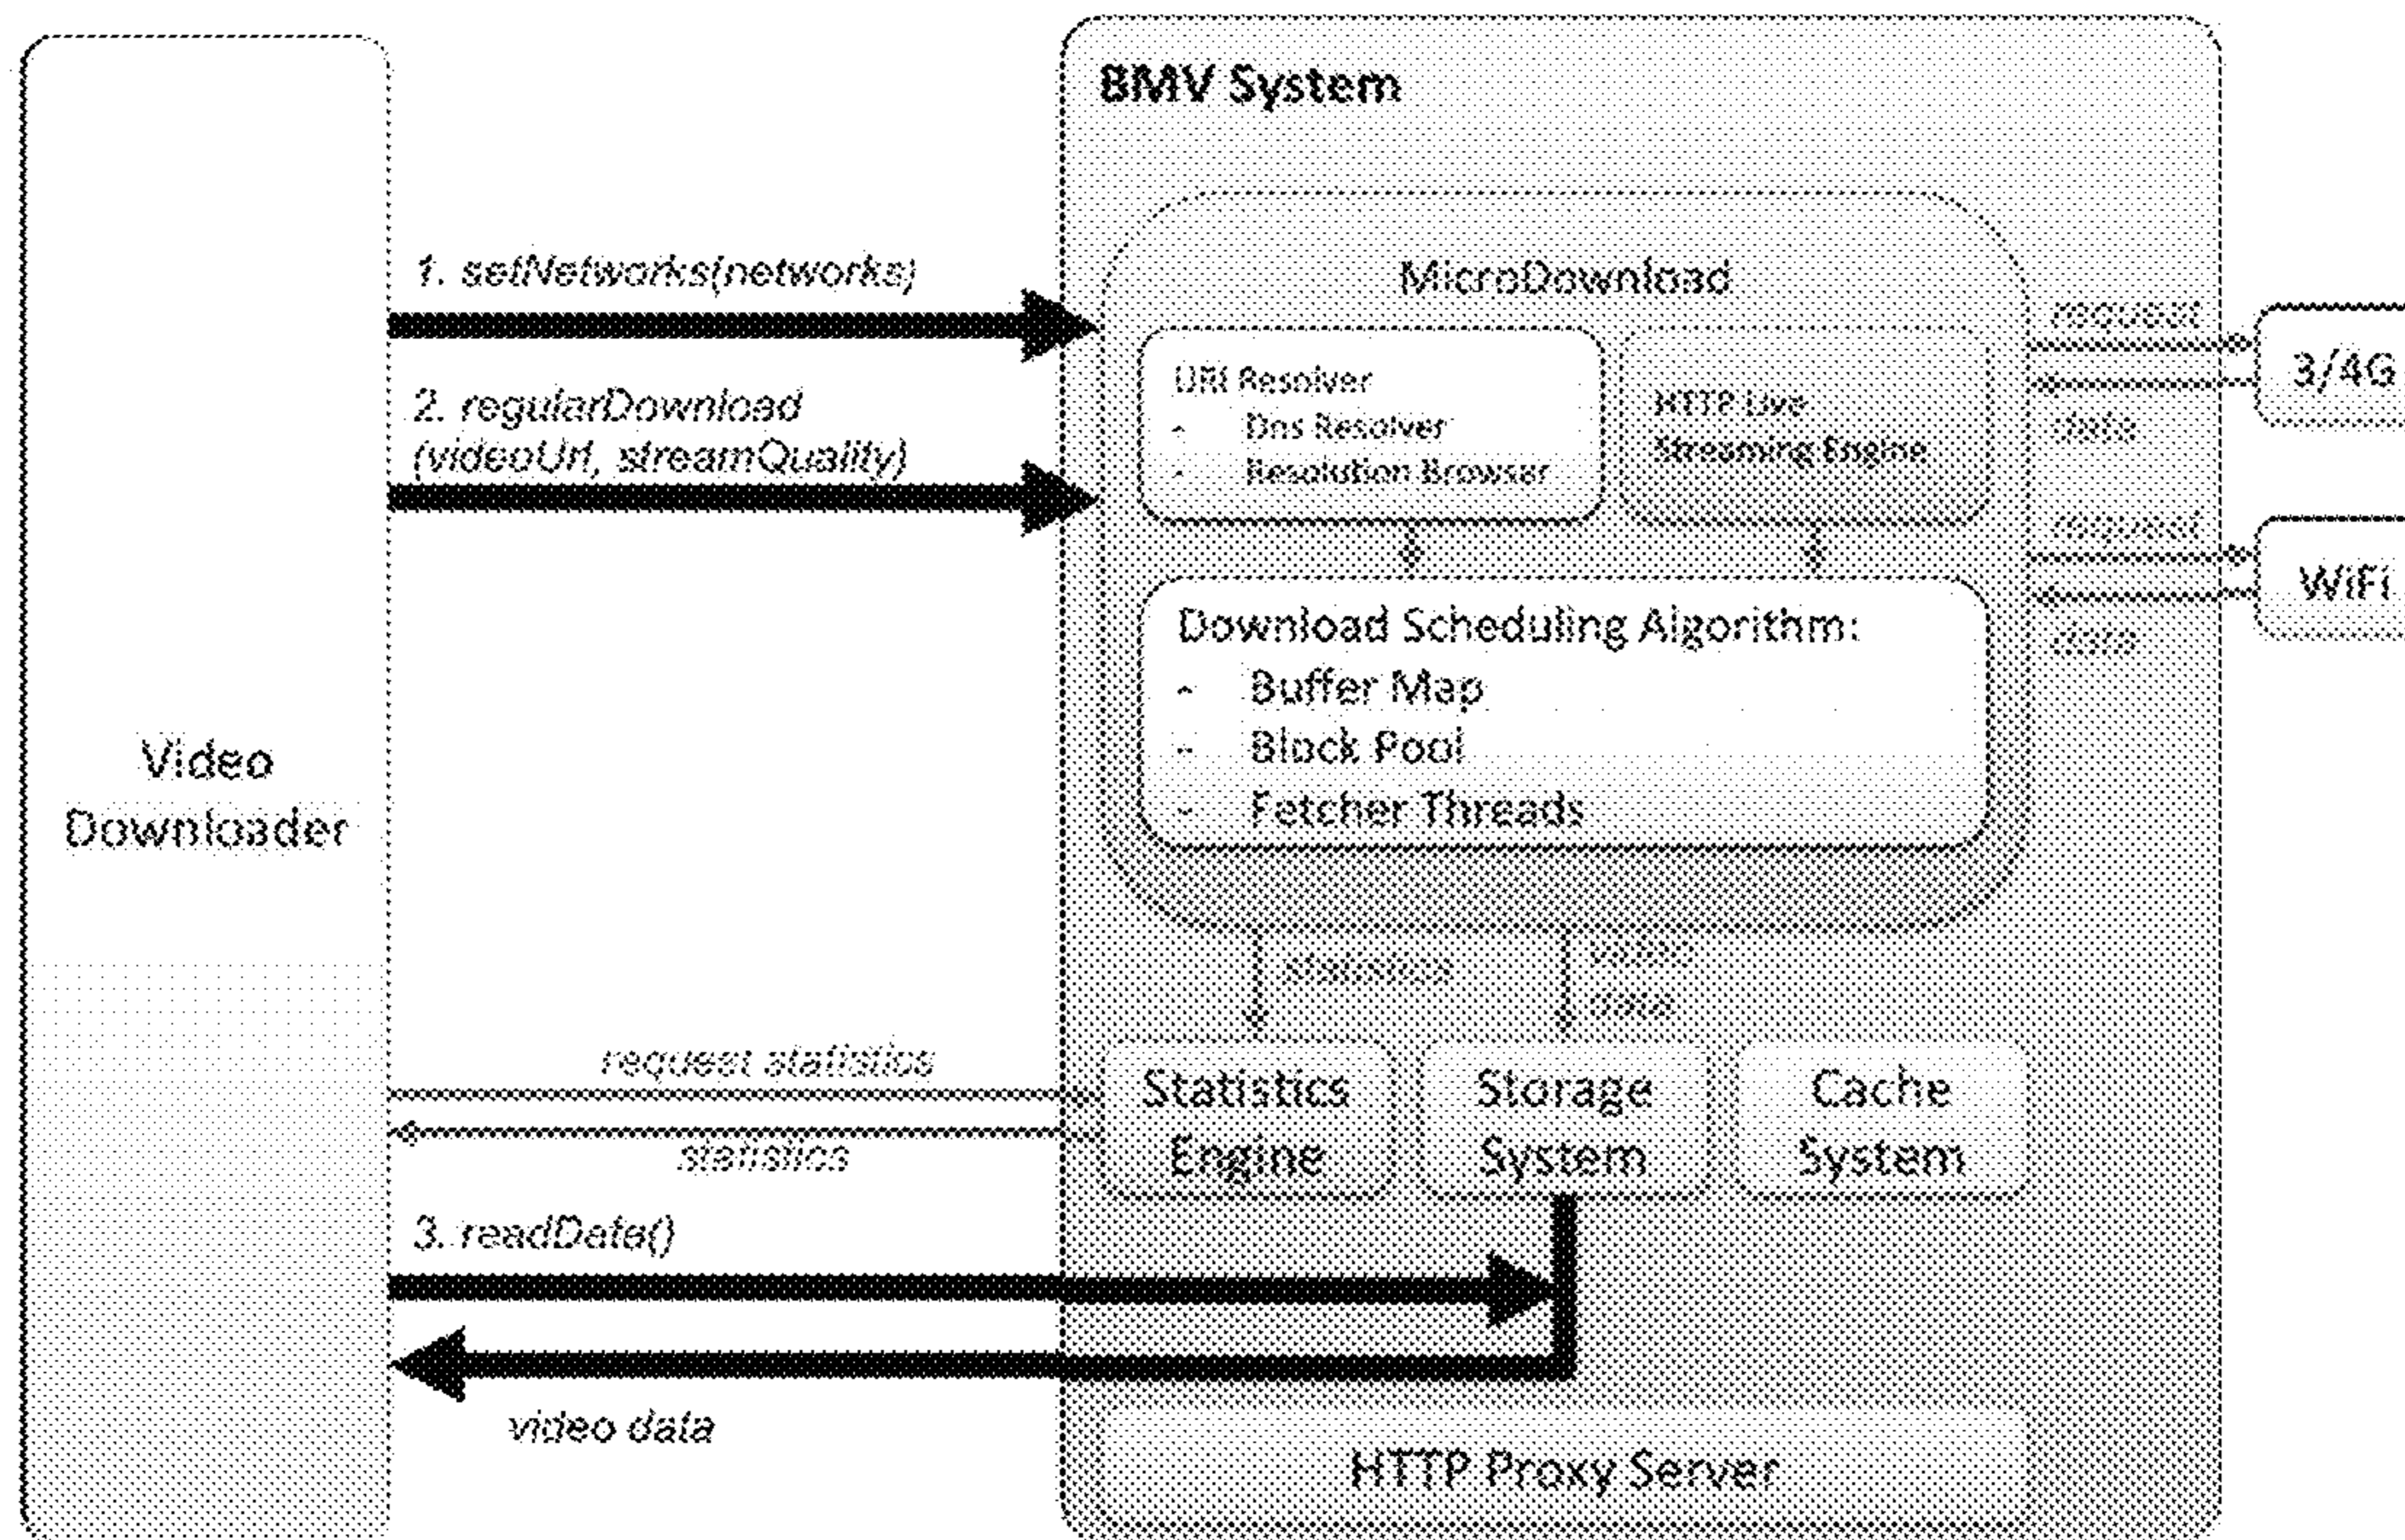 BMV System
1. setNetworks(networks)
2. regularDownload
(videoUrl, streamQuality)
MicroDownload
URI Resolver
- Dns Resolver
- Resolution Browser
HTTP Live
Streaming Engine
request
3/4G
data
request
WiFi
data
Download Scheduling Algorithm:
- Buffer Map
- Block Pool
- Fetcher Threads
Video
Downloader
statistics
video
data
request statistics
statistics
Statistics
Engine
Storage
System
Cache
System
3. readData()
video data
HTTP Proxy Server